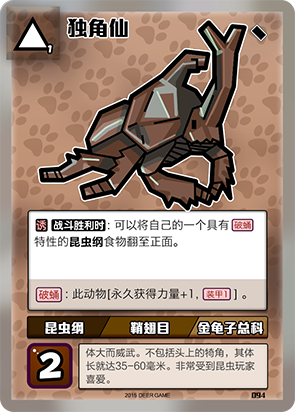 1
独角仙
诱 战斗胜利时：可以将自己的一个具有 破蛹
特性的昆虫纲食物翻至正面。
破蛹：此动物[永久获得力量+1, 装甲1]。
昆虫纲 鞘翅目 金龟子总科
2
体大而威武。不包括头上的犄角，其体
长就达35-60毫米。非常受到昆虫玩家
喜爱。
2015 DEER GAME
094